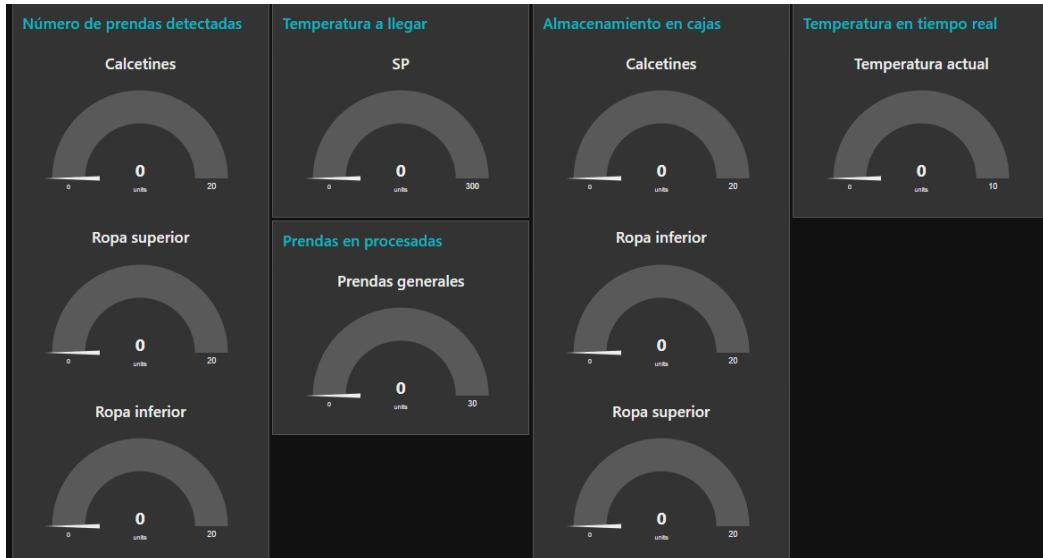 Número de prendas detectadas
Calcetines
0
units
0
20
Ropa superior
0
units
0
20
Ropa inferior
0
units
0
20
Temperatura a llegar
SP
0
units
0
300
Prendas en procesadas
Prendas generales
0
units
0
30
Almacenamiento en cajas
Calcetines
0
units
0
20
Ropa inferior
0
units
0
20
Ropa superior
0
units
0
20
Temperatura en tiempo real
Temperatura actual
0
units
0
10